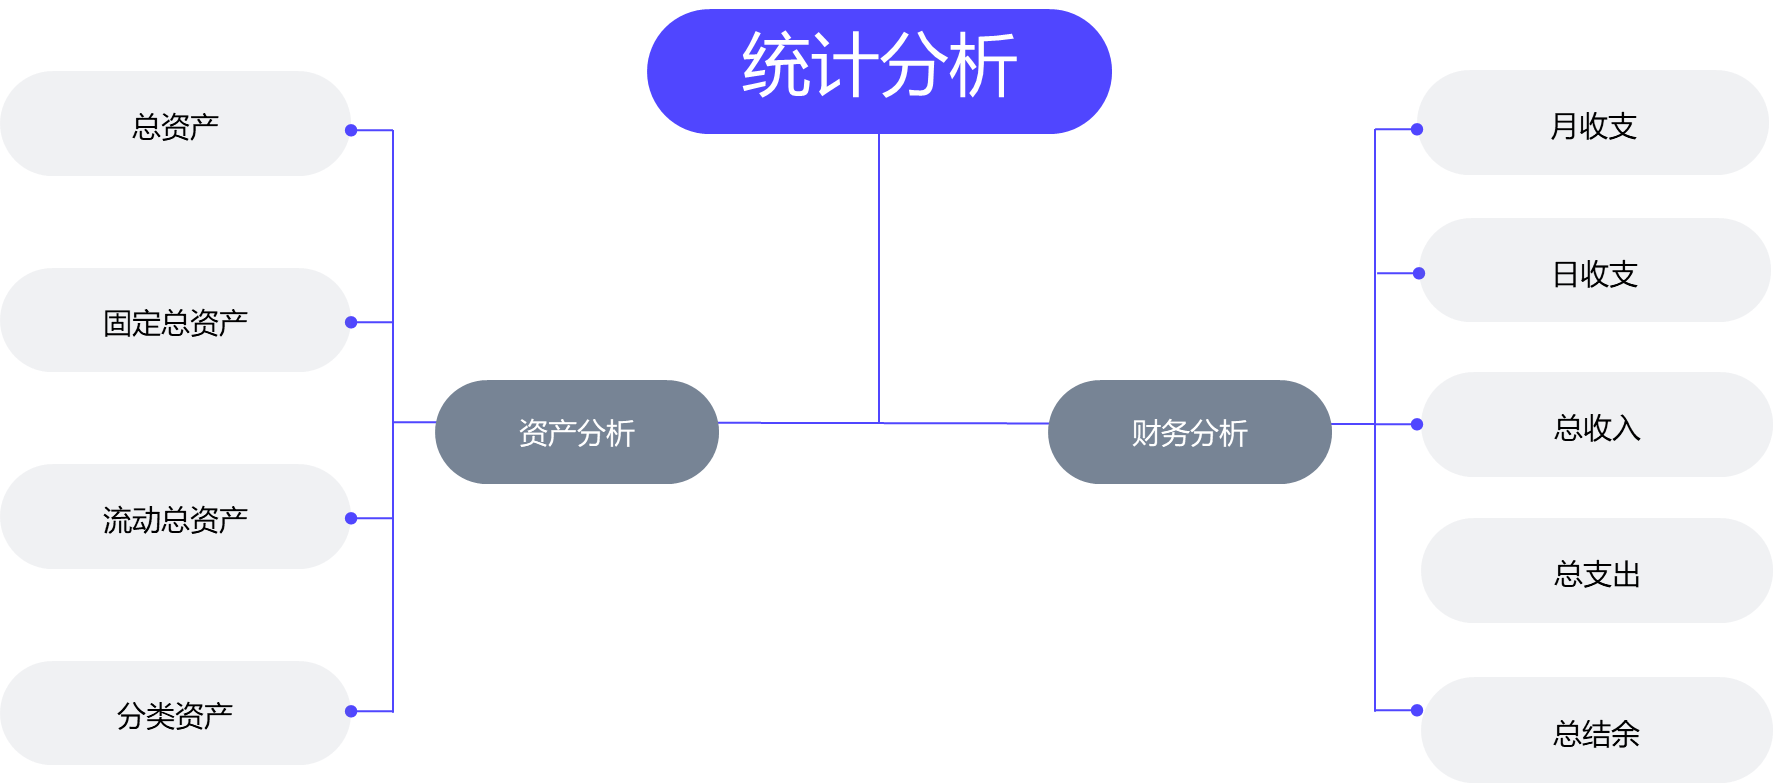 统计分析
总资产
固定总资产
流动总资产
分类资产
资产分析
财务分析
月收支
日收支
总收入
总支出
总结余